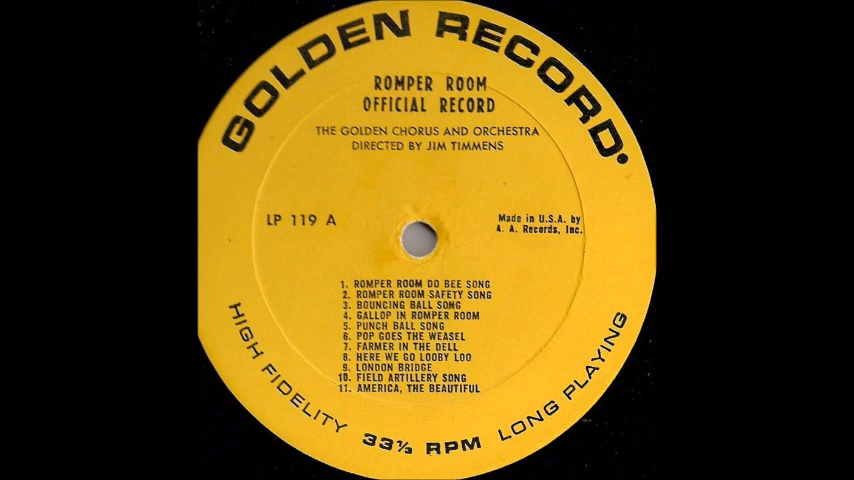 GOLDEN RECORD®
ROMPER ROOM
OFFICIAL RECORD
THE GOLDEN CHORUS AND ORCHESTRA
DIRECTED BY JIM TIMMENS
LP 119 A
Made in U.S.A. by
A. A. Records, Inc.
1. ROMPER ROOM DO BEE SONG
2. ROMPER ROOM SAFETY SONG
3. BOUNCING BALL SONG
4. GALLOP IN ROMPER ROOM
5. PUNCH BALL SONG
6. POP GOES THE WEASEL
7. FARMER IN THE DELL
8. HERE WE GO LOOBY LOO
9. LONDON BRIDGE
10. FIELD ARTILLERY SONG
11. AMERICA, THE BEAUTIFUL
HIGH FIDELITY 33⅓ RPM LONG PLAYING